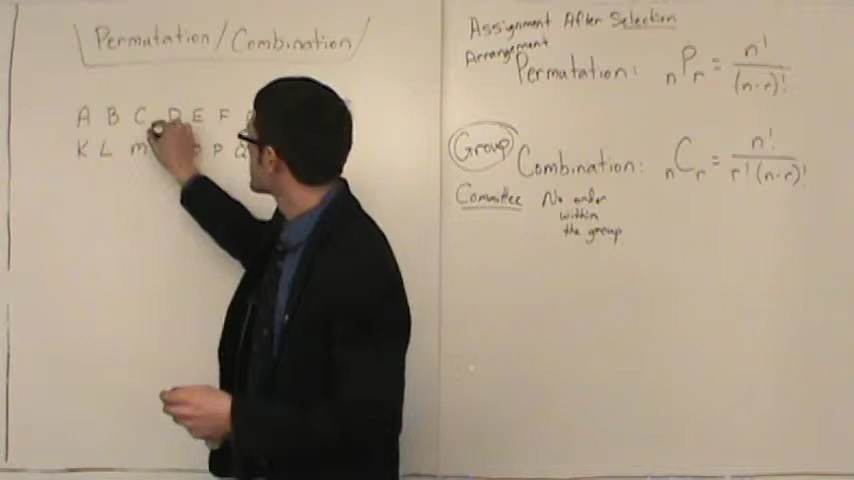 Permutation/Combination
A B C D E F
K L M P Q
Assignment After Selection
Arrangement
Permutation: nPr = n! / (n-r)!
Group
Combination: nCr = n! / r!(n-r)!
Committee No order
within
the group